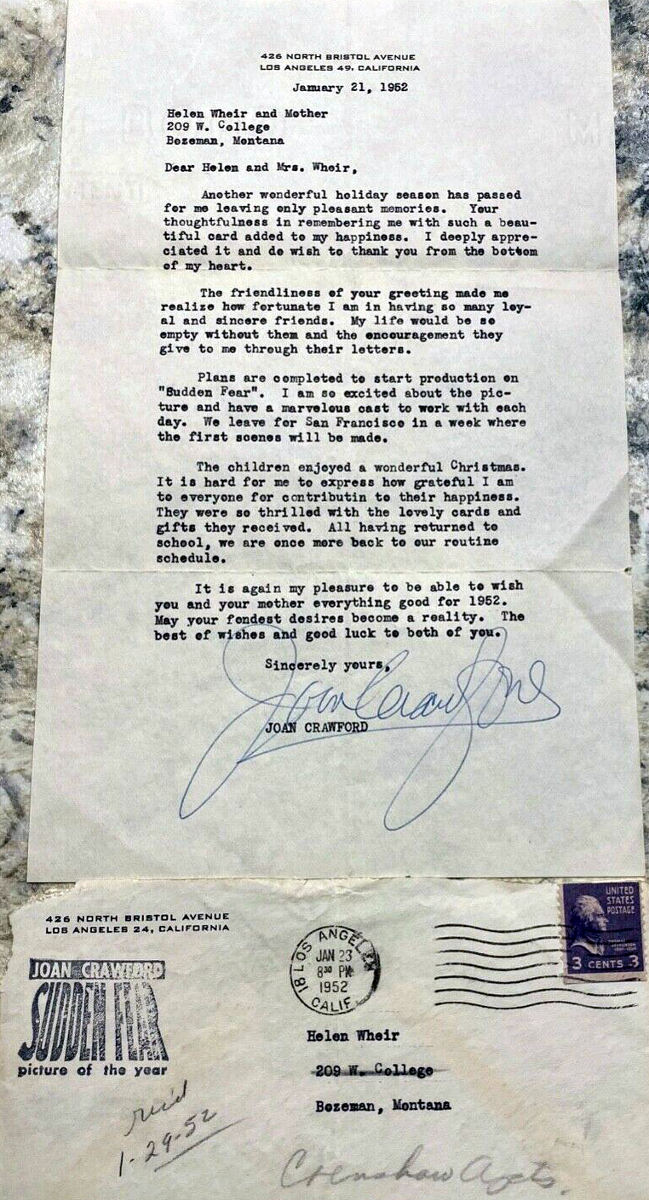 426 NORTH BRISTOL AVENUE
LOS ANGELES 49, CALIFORNIA
January 21, 1952
Helen Wheir and Mother
209 W. College
Bozeman, Montana
Dear Helen and Mrs. Wheir,
Another wonderful holiday season has passed
for me leaving only pleasant memories. Your
thoughtfulness in remembering me with such a beau-
tiful card added to my happiness. I deeply appre-
ciated it and do wish to thank you from the bottom
of my heart.
The friendliness of your greeting made me
realize how fortunate I am in having so many loy-
al and sincere friends. My life would be so
empty without them and the encouragement they
give to me through their letters.
Plans are completed to start production on
"Sudden Fear". I am so excited about the pic-
ture and have a marvelous cast to work with each
day. We leave for San Francisco in a week where
the first scenes will be made.
The children enjoyed a wonderful Christmas.
It is hard for me to express how grateful I am
to everyone for contributin to their happiness.
They were so thrilled with the lovely cards and
gifts they received. All having returned to
school, we are once more back to our routine
schedule.
It is again my pleasure to be able to wish
you and your mother everything good for 1952.
May your fondest desires become a reality. The
best of wishes and good luck to both of you.
Sincerely yours,
Joan Crawford
JOAN CRAWFORD
426 NORTH BRISTOL AVENUE
LOS ANGELES 24, CALIFORNIA
JOAN CRAWFORD
SUDDEN FEAR
picture of the year
LOS ANGELES 18
JAN 23
8 30 PM
1952
CALIF
UNITED
STATES
POSTAGE
3 CENTS 3
Helen Wheir
209 W. College
Bozeman, Montana
rec'd
1-29-52
Crenshaw Apts.